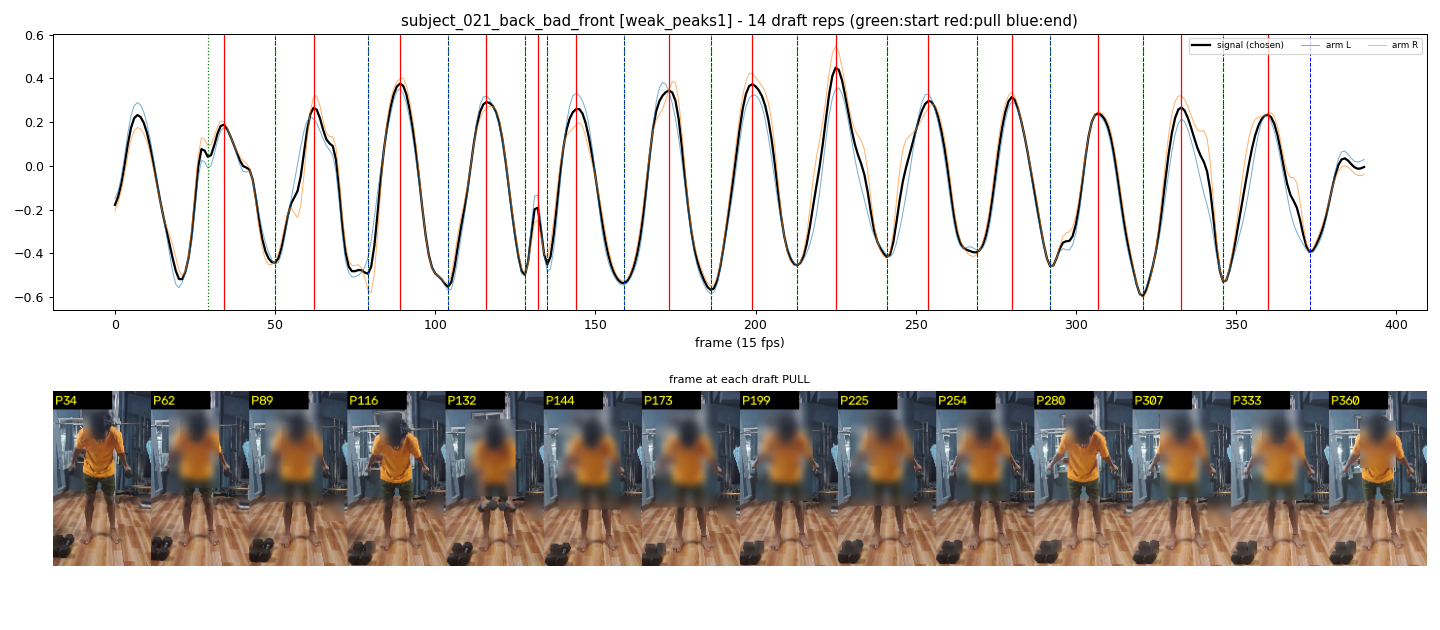 subject_021_back_bad_front [weak_peaks1] - 14 draft reps (green:start red:pull blue:end)
signal (chosen) arm L arm R
0.6
0.4
0.2
0.0
−0.2
−0.4
−0.6
0 50 100 150 200 250 300 350 400
frame (15 fps)
frame at each draft PULL
P34 P62 P89 P116 P132 P144 P173 P199 P225 P254 P280 P307 P333 P360